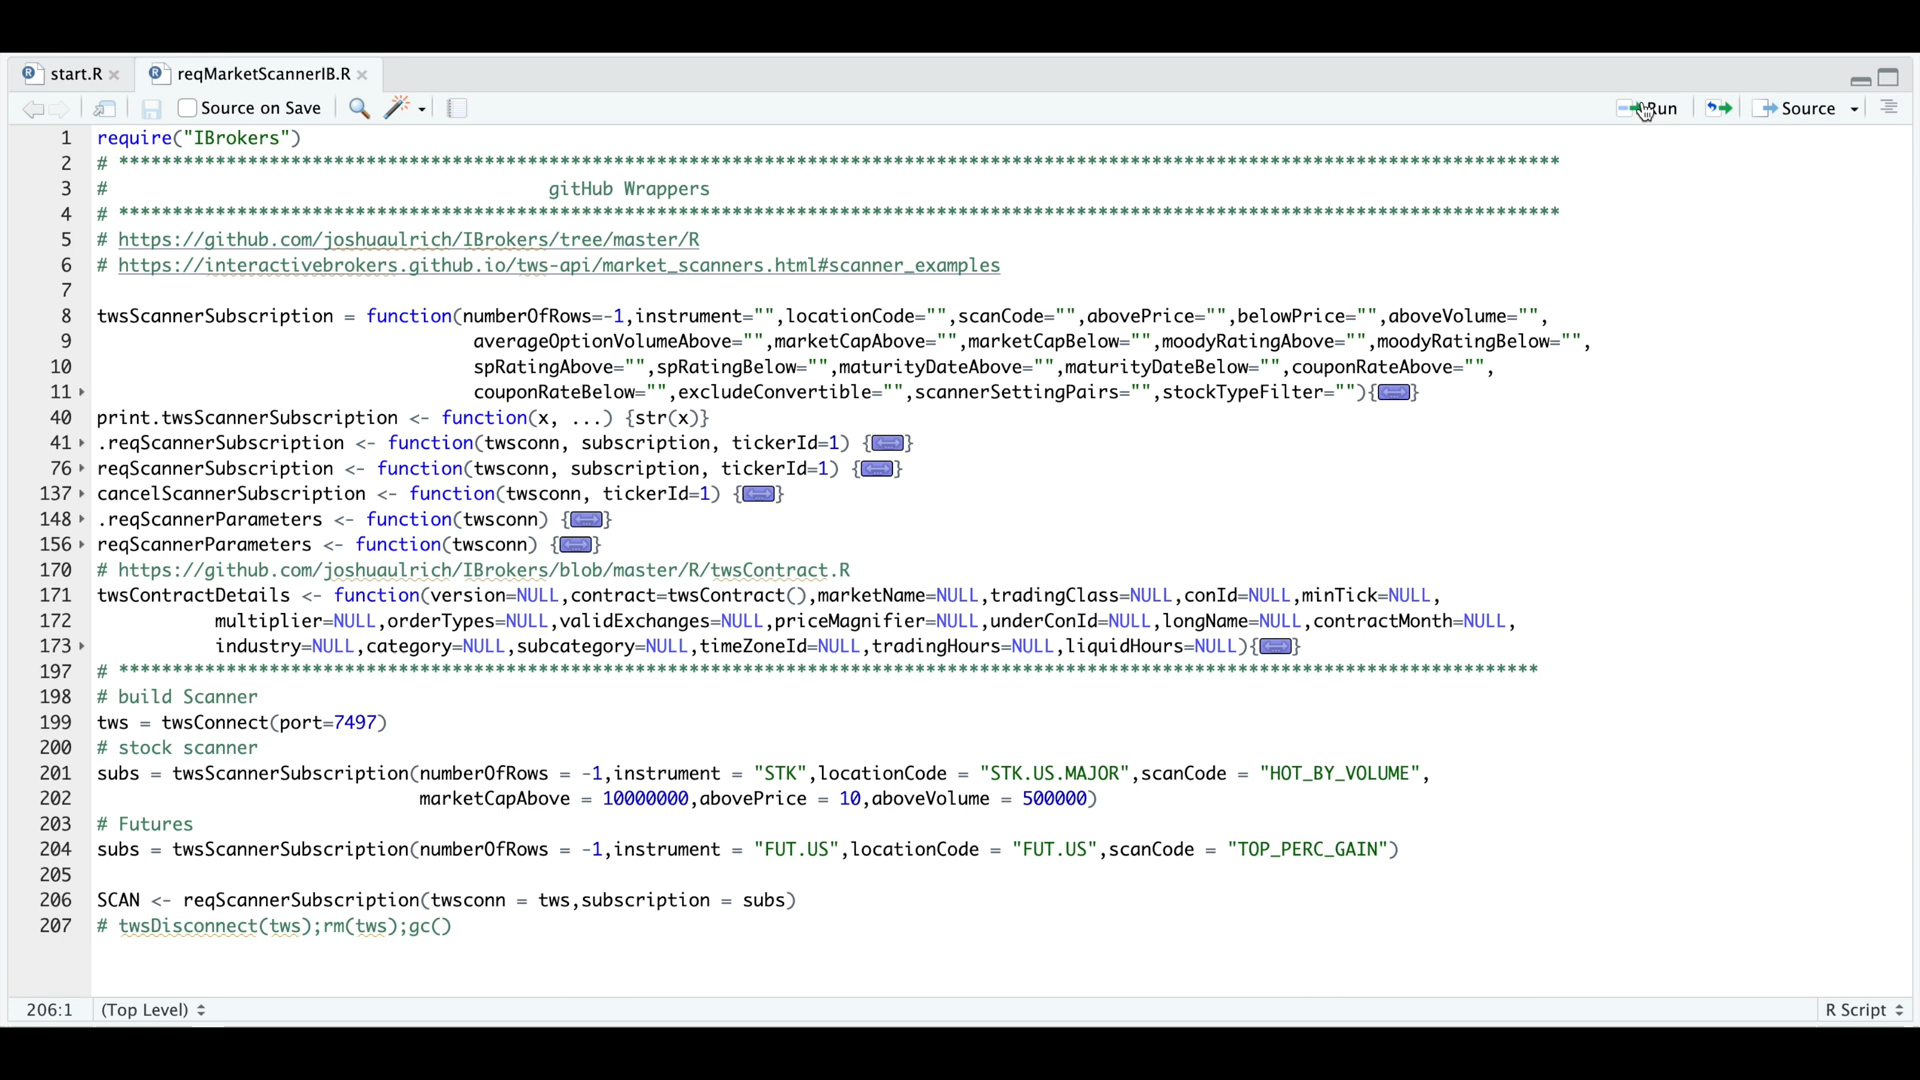 start.R
reqMarketScannerIB.R
Source on Save
Run
Source
1 require("IBrokers")
2 # **************************************************************************************************************************************
3 # gitHub Wrappers
4 # **************************************************************************************************************************************
5 # https://github.com/joshuaulrich/IBrokers/tree/master/R
6 # https://interactivebrokers.github.io/tws-api/market_scanners.html#scanner_examples
7
8 twsScannerSubscription = function(numberOfRows=-1,instrument="",locationCode="",scanCode="",abovePrice="",belowPrice="",aboveVolume="",
9 averageOptionVolumeAbove="",marketCapAbove="",marketCapBelow="",moodyRatingAbove="",moodyRatingBelow="",
10 spRatingAbove="",spRatingBelow="",maturityDateAbove="",maturityDateBelow="",couponRateAbove="",
11 couponRateBelow="",excludeConvertible="",scannerSettingPairs="",stockTypeFilter=""){}
40 print.twsScannerSubscription <- function(x, ...) {str(x)}
41 .reqScannerSubscription <- function(twsconn, subscription, tickerId=1) {}
76 reqScannerSubscription <- function(twsconn, subscription, tickerId=1) {}
137 cancelScannerSubscription <- function(twsconn, tickerId=1) {}
148 .reqScannerParameters <- function(twsconn) {}
156 reqScannerParameters <- function(twsconn) {}
170 # https://github.com/joshuaulrich/IBrokers/blob/master/R/twsContract.R
171 twsContractDetails <- function(version=NULL,contract=twsContract(),marketName=NULL,tradingClass=NULL,conId=NULL,minTick=NULL,
172 multiplier=NULL,orderTypes=NULL,validExchanges=NULL,priceMagnifier=NULL,underConId=NULL,longName=NULL,contractMonth=NULL,
173 industry=NULL,category=NULL,subcategory=NULL,timeZoneId=NULL,tradingHours=NULL,liquidHours=NULL){}
197 # ************************************************************************************************************************************
198 # build Scanner
199 tws = twsConnect(port=7497)
200 # stock scanner
201 subs = twsScannerSubscription(numberOfRows = -1,instrument = "STK",locationCode = "STK.US.MAJOR",scanCode = "HOT_BY_VOLUME",
202 marketCapAbove = 10000000,abovePrice = 10,aboveVolume = 500000)
203 # Futures
204 subs = twsScannerSubscription(numberOfRows = -1,instrument = "FUT.US",locationCode = "FUT.US",scanCode = "TOP_PERC_GAIN")
205
206 SCAN <- reqScannerSubscription(twsconn = tws,subscription = subs)
207 # twsDisconnect(tws);rm(tws);gc()
206:1 (Top Level)
R Script